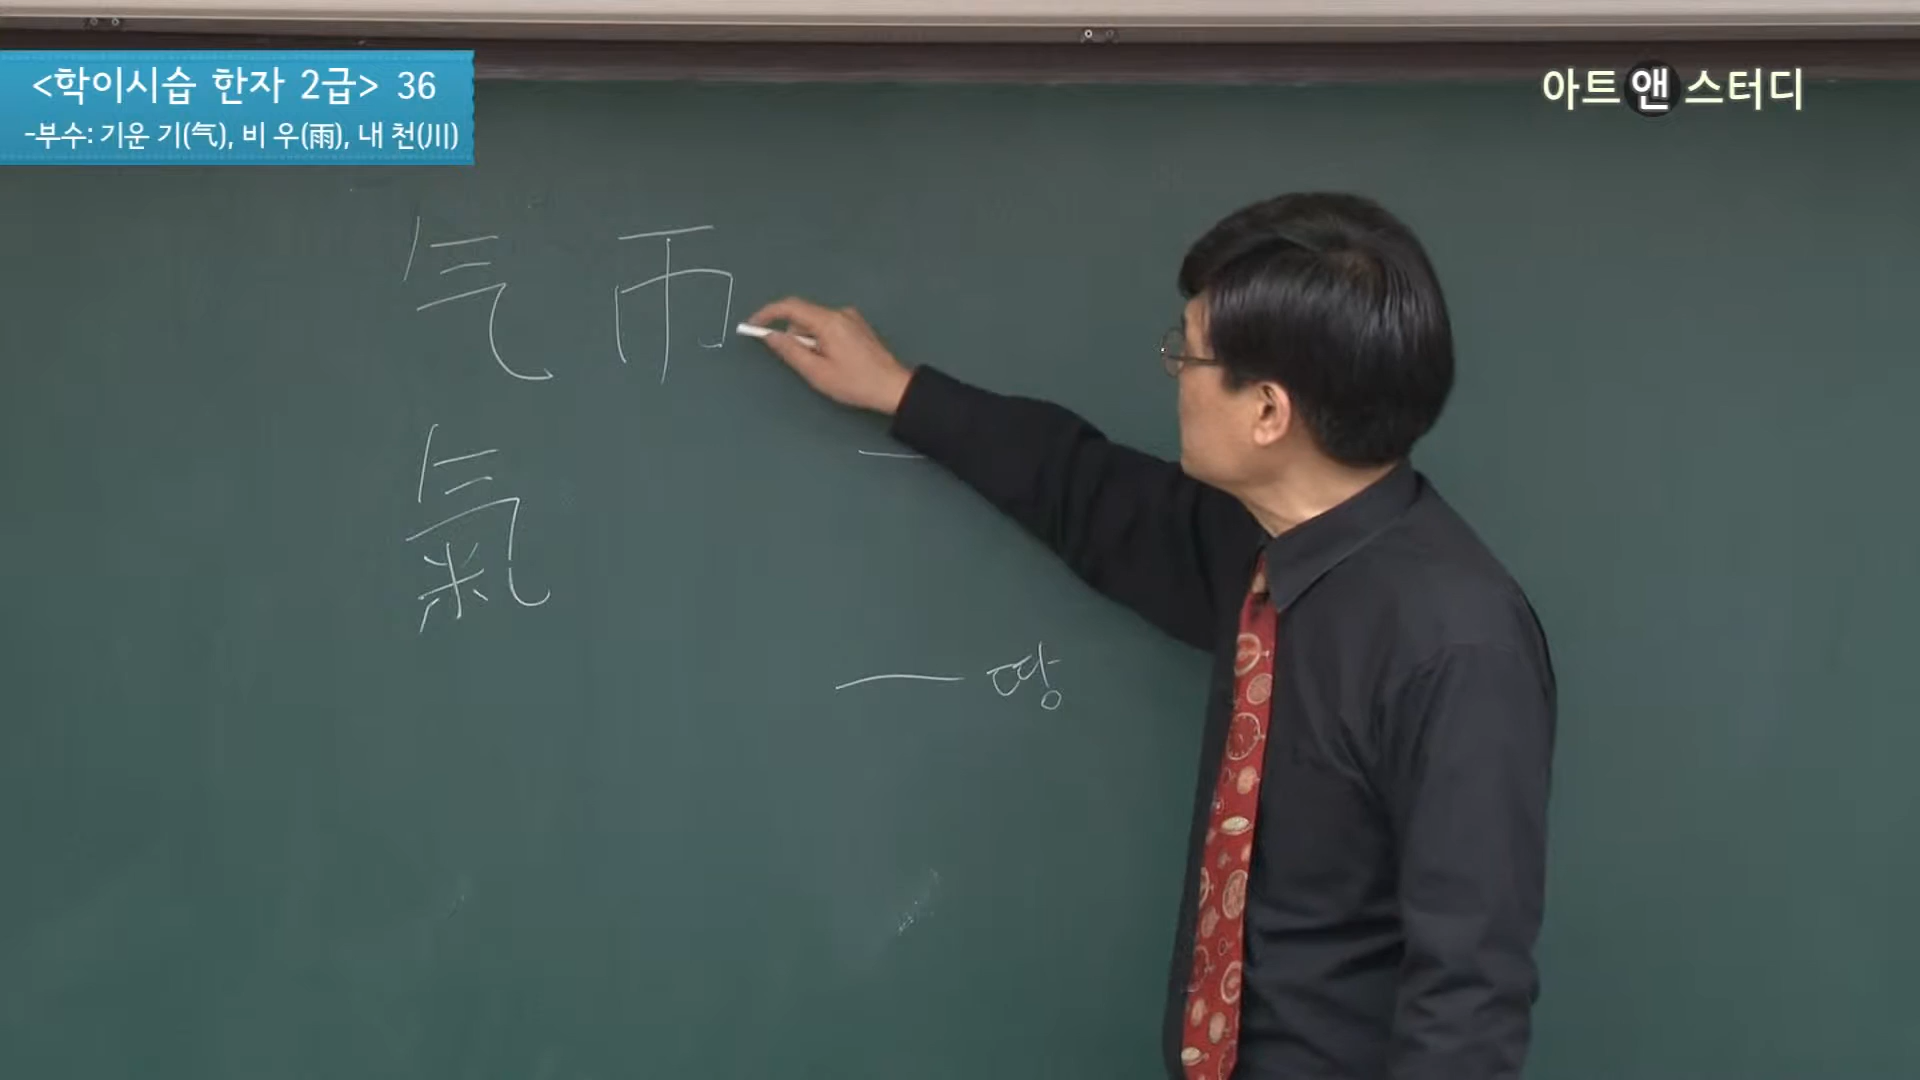 <학이시습 한자 2급> 36
-부수: 기운 기(气), 비 우(雨), 내 천(川)
아트앤스터디
气 帀
氣
一 땅